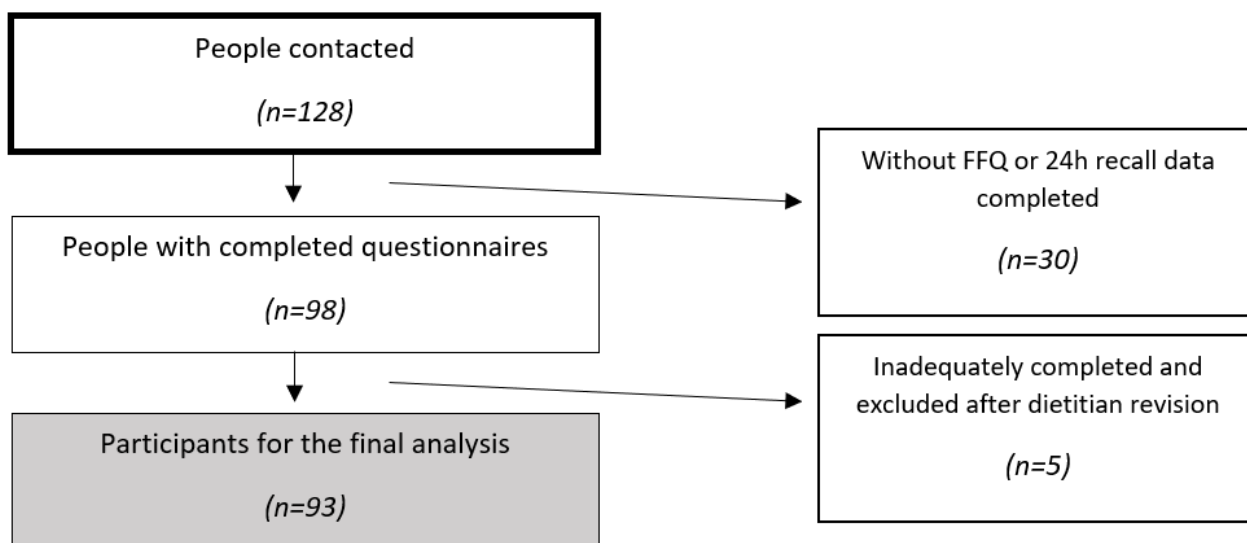 People contacted
(n=128)
Without FFQ or 24h recall data
completed
(n=30)
People with completed questionnaires
(n=98)
Inadequately completed and
excluded after dietitian revision
(n=5)
Participants for the final analysis
(n=93)